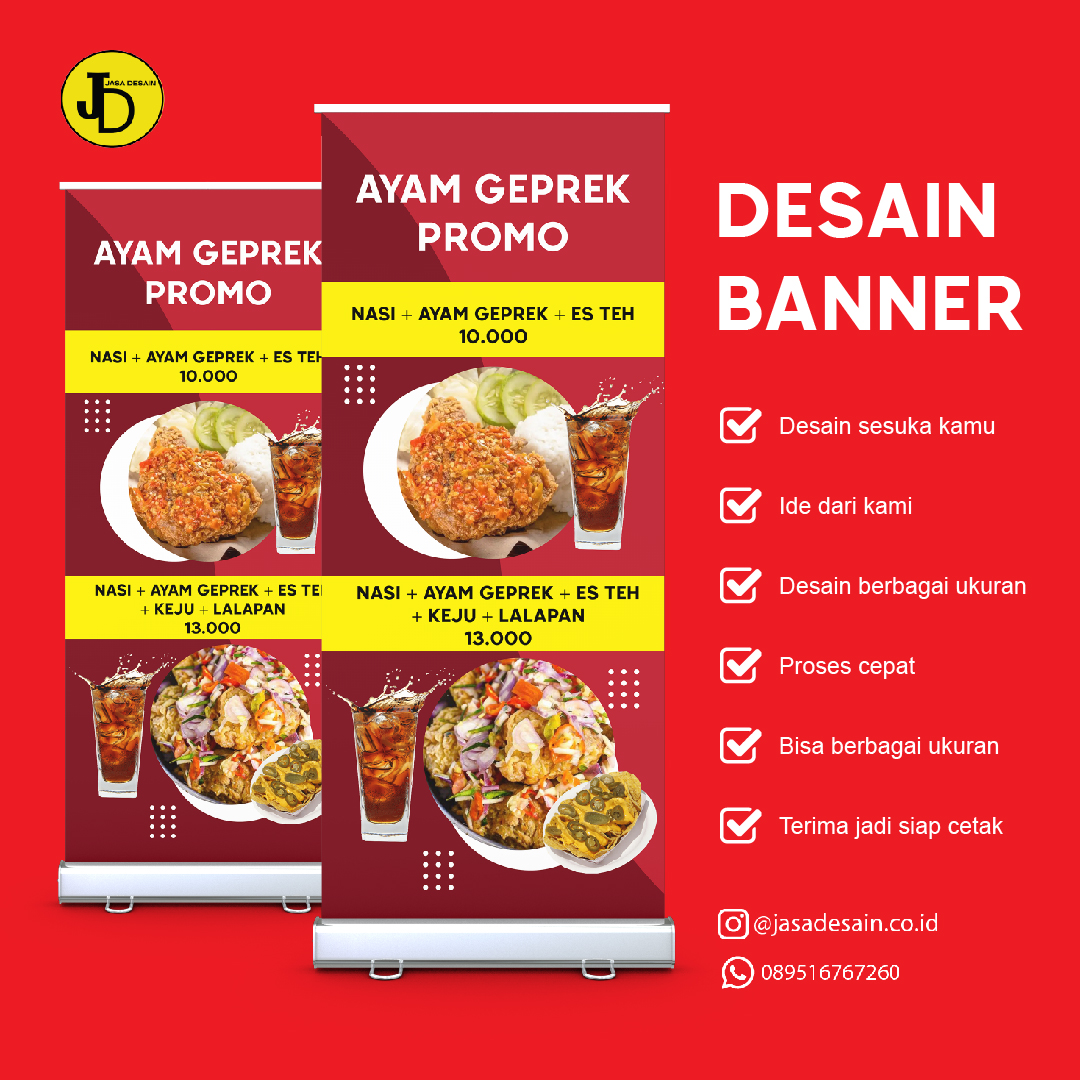 JD
JASA DESAIN
AYAM GEPREK
PROMO
NASI + AYAM GEPREK + ES TEH
10.000
NASI + AYAM GEPREK + ES TE
+ KEJU + LALAPAN
13.000
AYAM GEPREK
PROMO
NASI + AYAM GEPREK + ES TEH
10.000
NASI + AYAM GEPREK + ES TEH
+ KEJU + LALAPAN
13.000
DESAIN
BANNER
Desain sesuka kamu
Ide dari kami
Desain berbagai ukuran
Proses cepat
Bisa berbagai ukuran
Terima jadi siap cetak
@jasadesain.co.id
089516767260